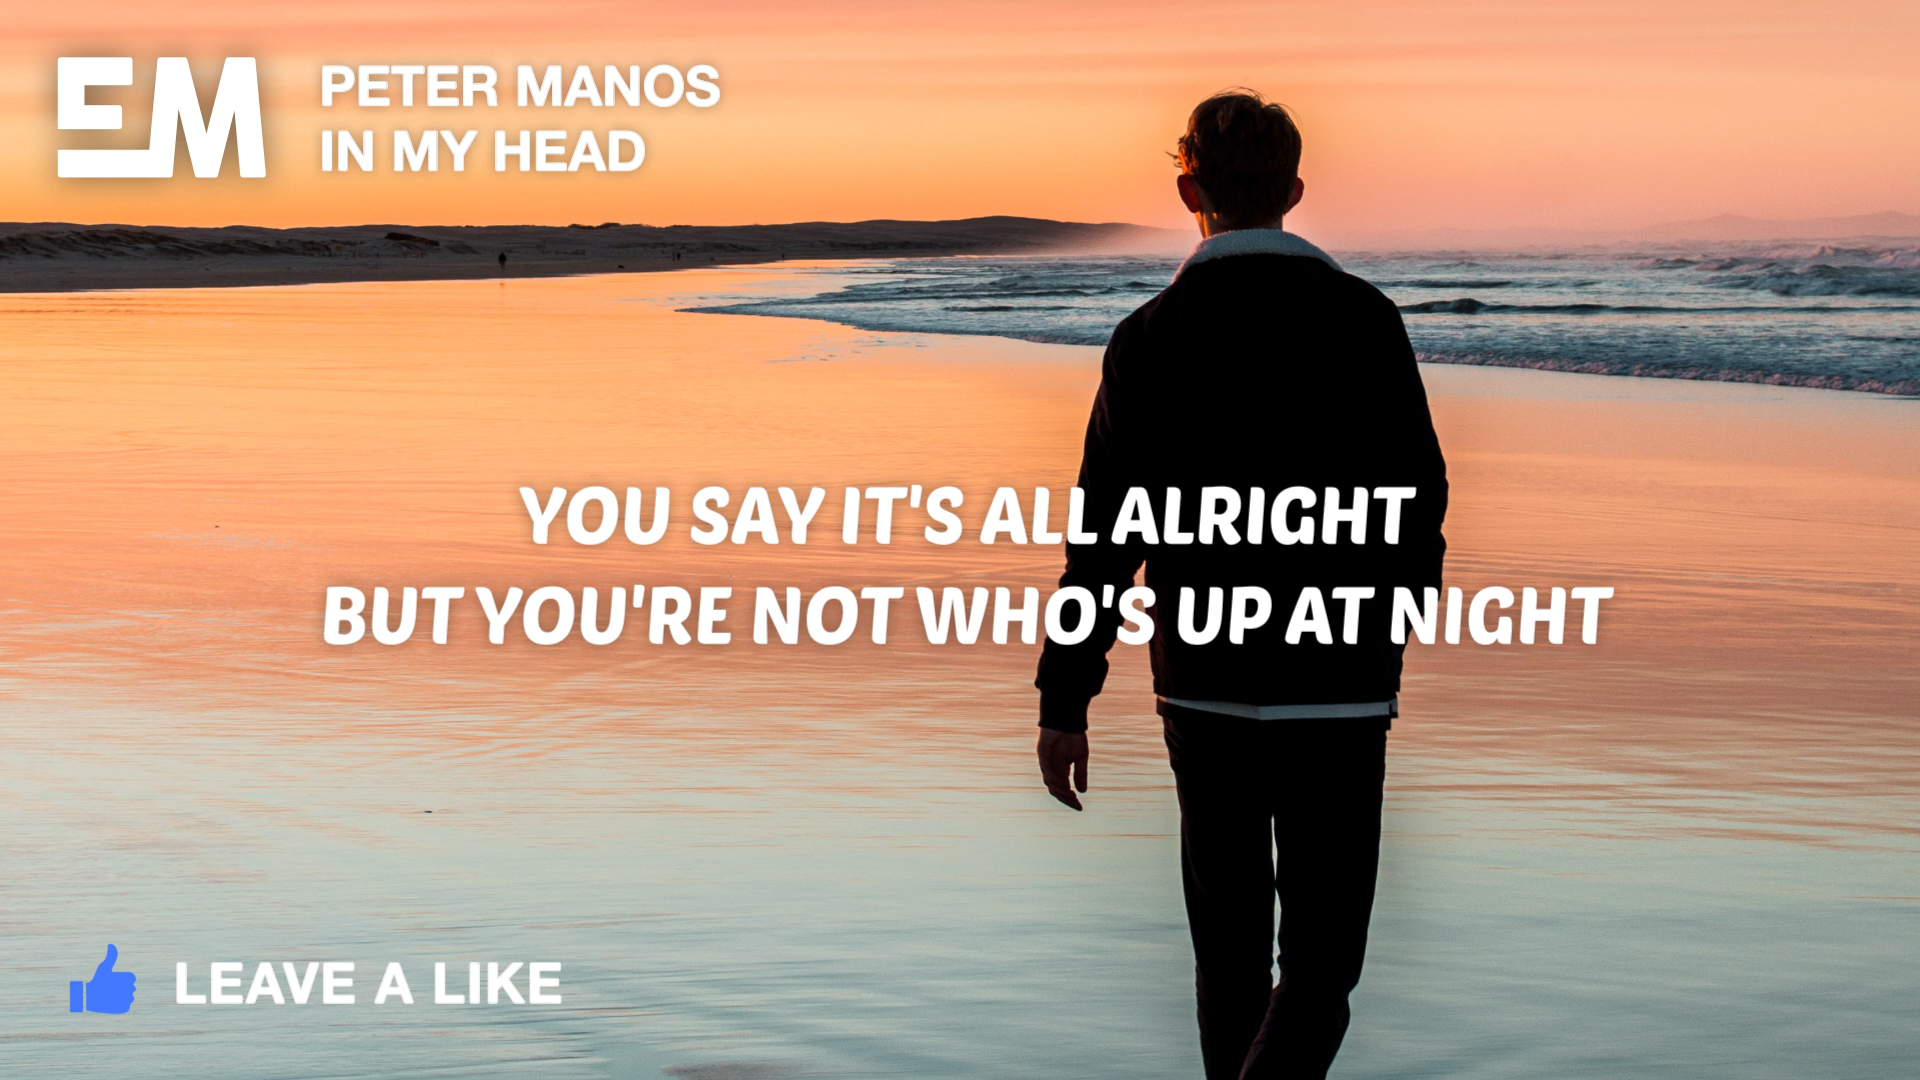 EM
PETER MANOS
IN MY HEAD
YOU SAY IT'S ALL ALRIGHT
BUT YOU'RE NOT WHO'S UP AT NIGHT
LEAVE A LIKE